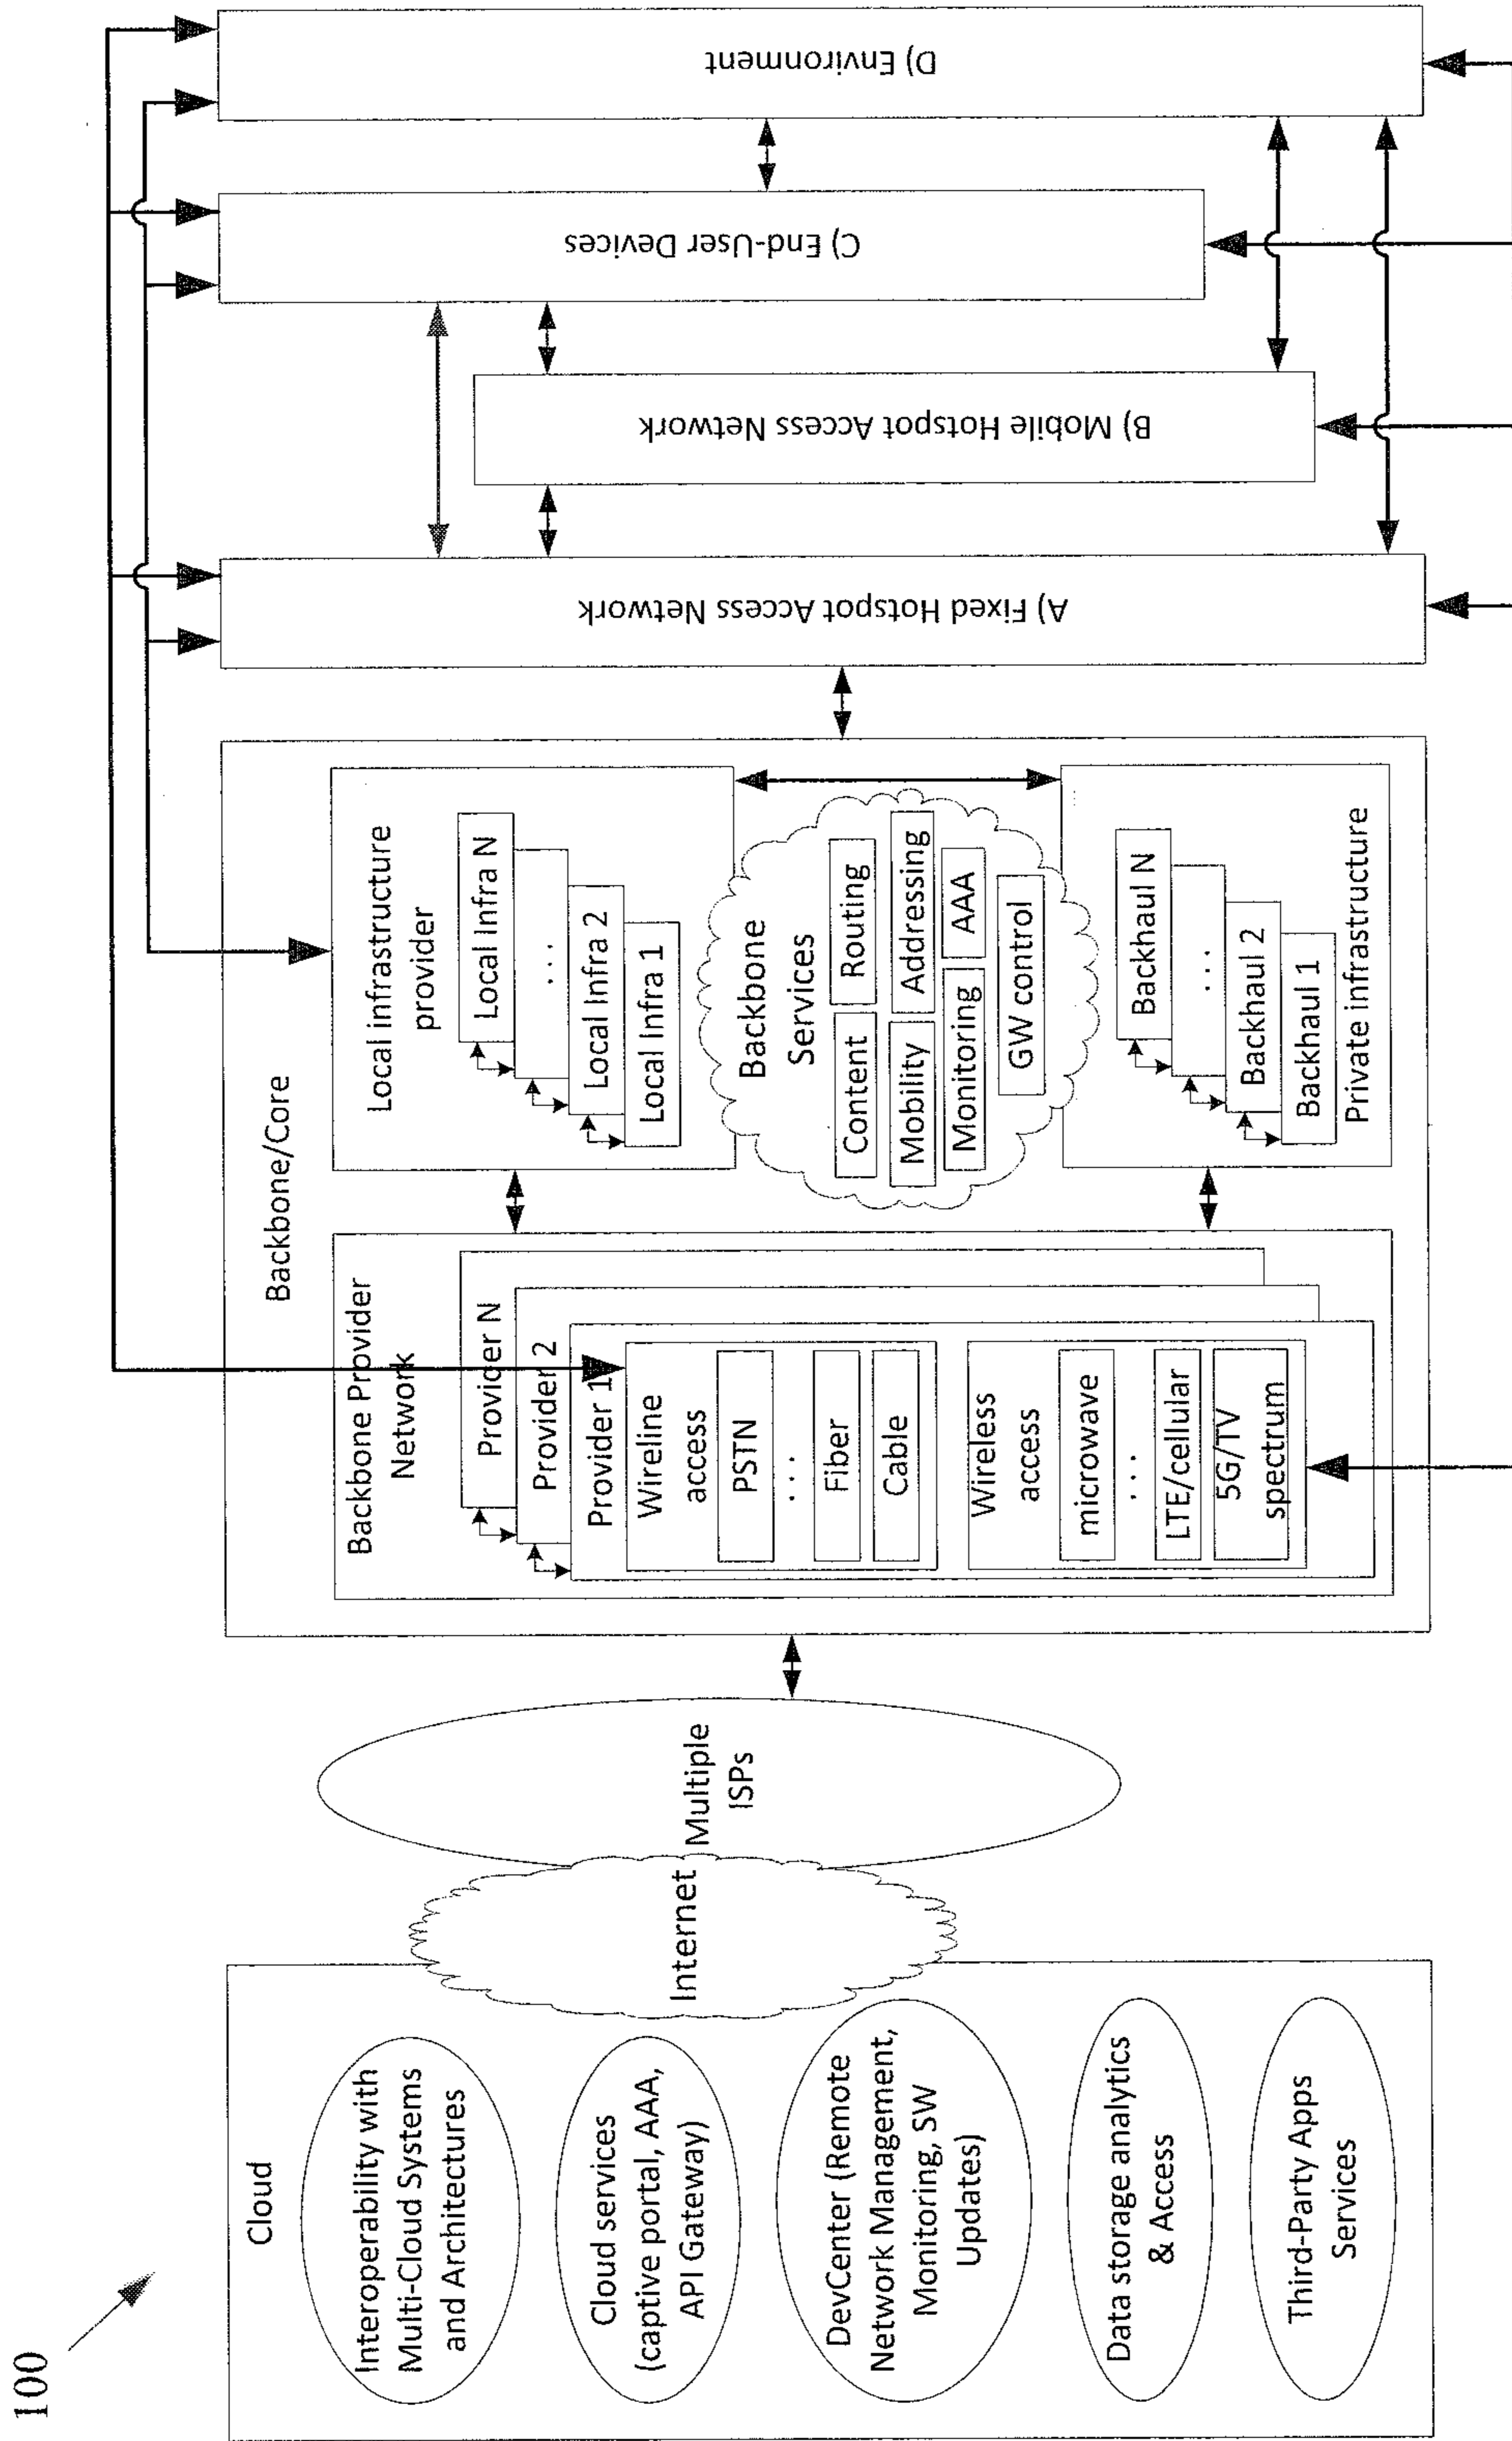 100
Cloud
Interoperability with
Multi-Cloud Systems
and Architectures
Cloud services
(captive portal, AAA,
API Gateway)
DevCenter (Remote
Network Management,
Monitoring, SW
Updates)
Data storage analytics
& Access
Third-Party Apps
Services
Internet
Multiple
ISPs
Backbone/Core
Backbone Provider
Network
Provider N
Provider 2
Provider 1
Wireline
access
PSTN
...
Fiber
Cable
Wireless
access
microwave
...
LTE/cellular
5G/TV
spectrum
Local infrastructure
provider
Local Infra N
...
Local Infra 2
Local Infra 1
Backbone
Services
Content
Routing
Mobility
Addressing
Monitoring
AAA
GW control
Backhaul N
...
Backhaul 2
Backhaul 1
Private infrastructure
A) Fixed Hotspot Access Network
B) Mobile Hotspot Access Network
C) End-User Devices
D) Environment